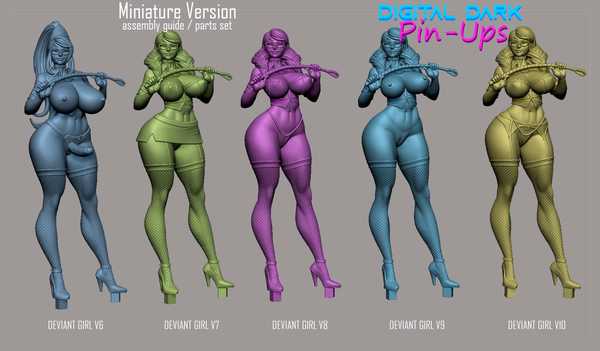 Miniature Version
assembly guide / parts set
DIGITAL DARK
Pin-Ups
DEVIANT GIRL V6
DEVIANT GIRL V7
DEVIANT GIRL V8
DEVIANT GIRL V9
DEVIANT GIRL V10